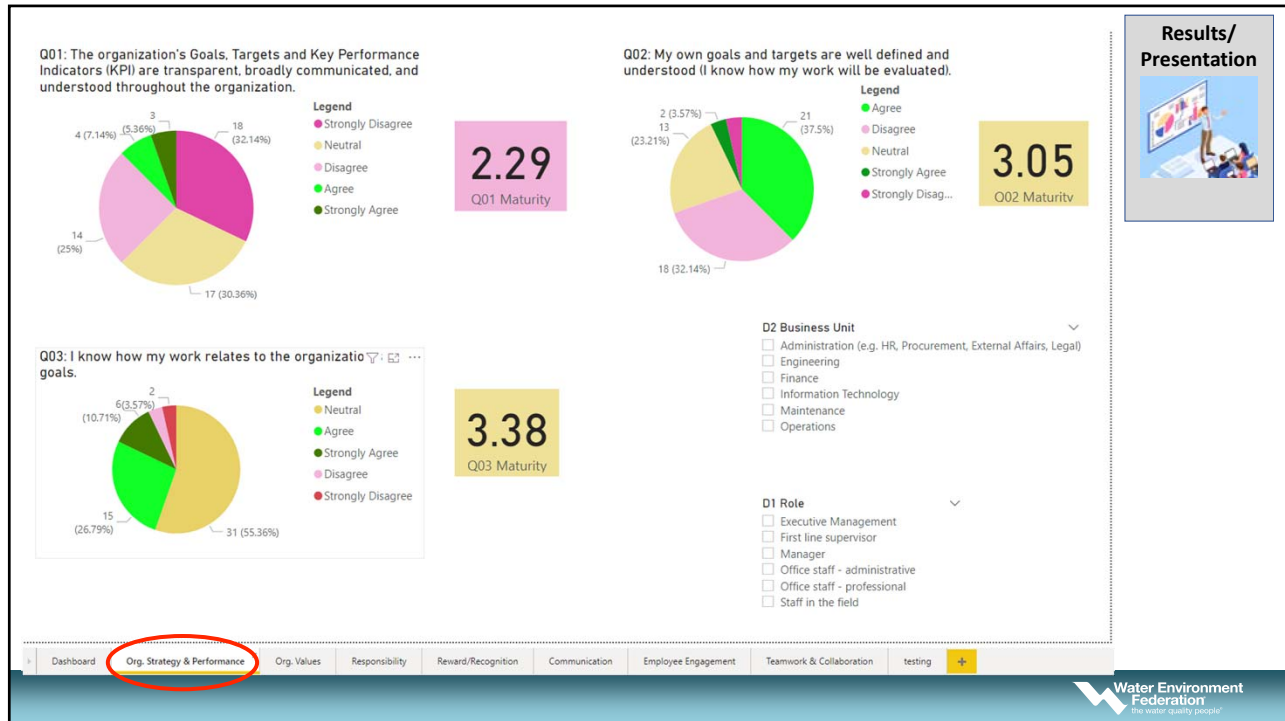 Results/
Presentation
Q01: The organization's Goals, Targets and Key Performance
Indicators (KPI) are transparent, broadly communicated, and
understood throughout the organization.
Legend
Strongly Disagree
Neutral
Disagree
Agree
Strongly Agree
3
(5.36%)
4 (7.14%)
18
(32.14%)
14
(25%)
17 (30.36%)
2.29
Q01 Maturity
Q02: My own goals and targets are well defined and
understood (I know how my work will be evaluated).
Legend
Agree
Disagree
Neutral
Strongly Agree
Strongly Disag...
2 (3.57%)
13
(23.21%)
21
(37.5%)
18 (32.14%)
3.05
Q02 Maturity
Q03: I know how my work relates to the organizatio
goals.
Legend
Neutral
Agree
Strongly Agree
Disagree
Strongly Disagree
2
(3.57%)
6
(10.71%)
15
(26.79%)
31 (55.36%)
3.38
Q03 Maturity
D2 Business Unit
Administration (e.g. HR, Procurement, External Affairs, Legal)
Engineering
Finance
Information Technology
Maintenance
Operations
D1 Role
Executive Management
First line supervisor
Manager
Office staff - administrative
Office staff - professional
Staff in the field
Dashboard Org. Strategy & Performance Org. Values Responsibility Reward/Recognition Communication Employee Engagement Teamwork & Collaboration testing +
Water Environment
Federation
the water quality people®